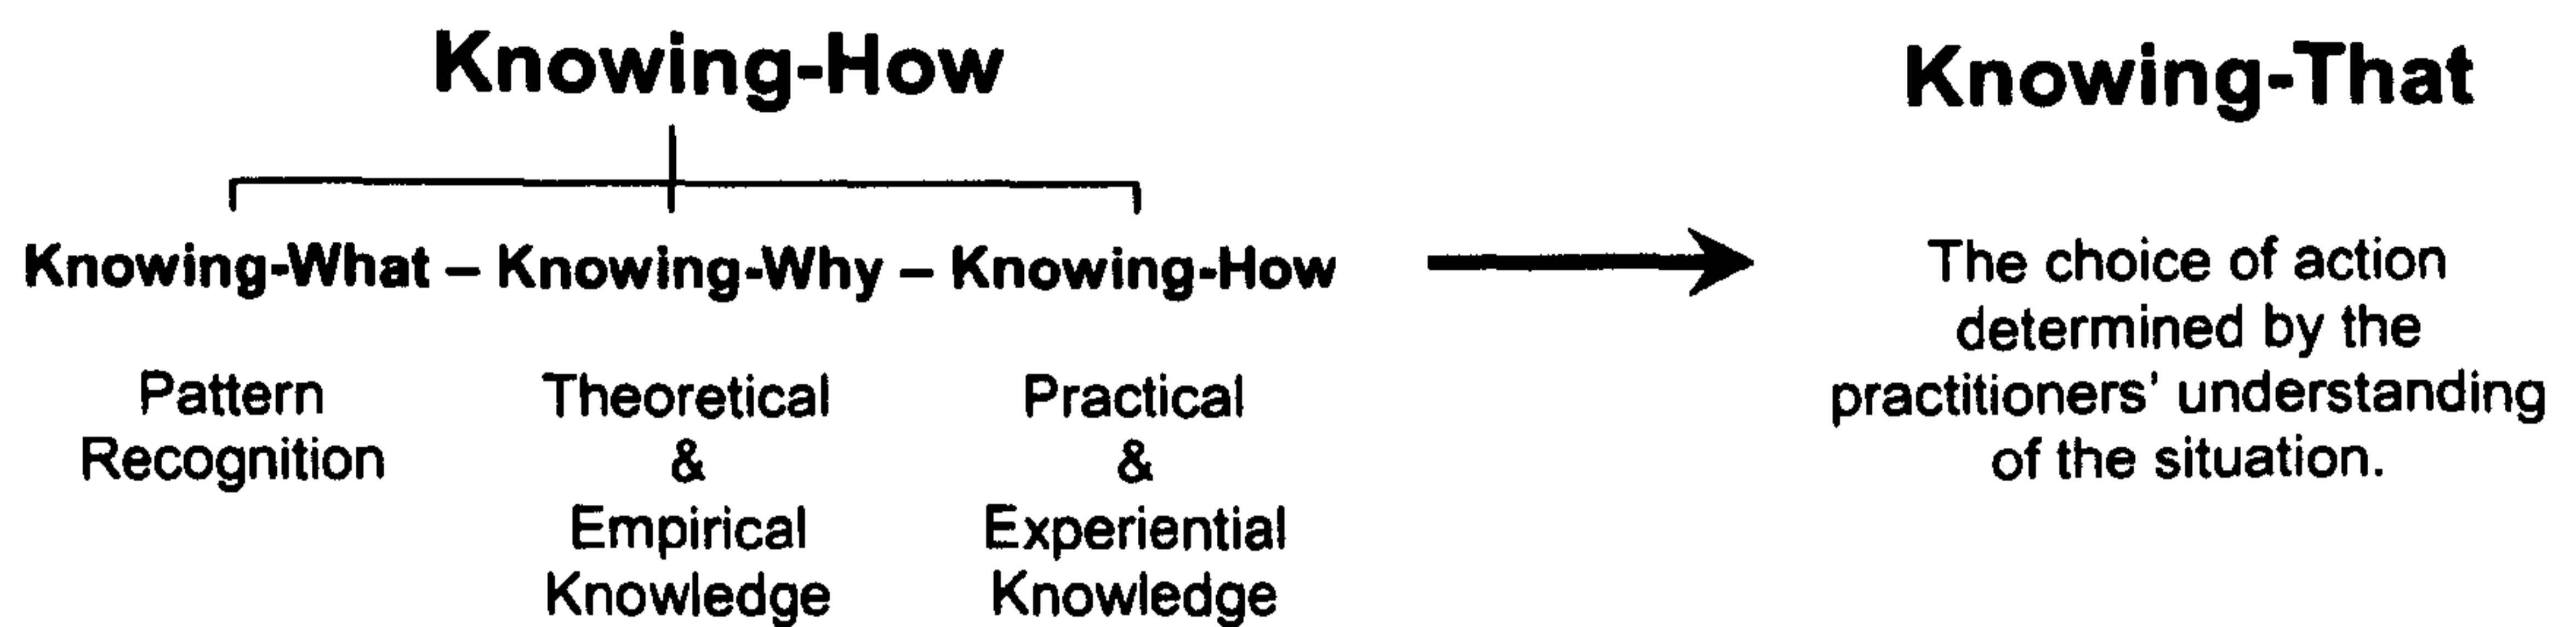 Knowing-How
Knowing-That
Knowing-What – Knowing-Why – Knowing-How
Pattern
Recognition
Theoretical
&
Empirical
Knowledge
Practical
&
Experiential
Knowledge
The choice of action
determined by the
practitioners' understanding
of the situation.